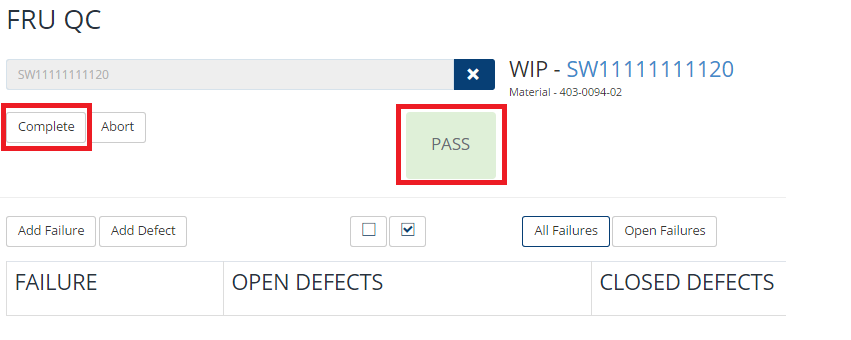 FRU QC
SW11111111120
WIP - SW11111111120
Material - 403-0094-02
Complete
Abort
PASS
Add Failure
Add Defect
All Failures
Open Failures
FAILURE
OPEN DEFECTS
CLOSED DEFECTS